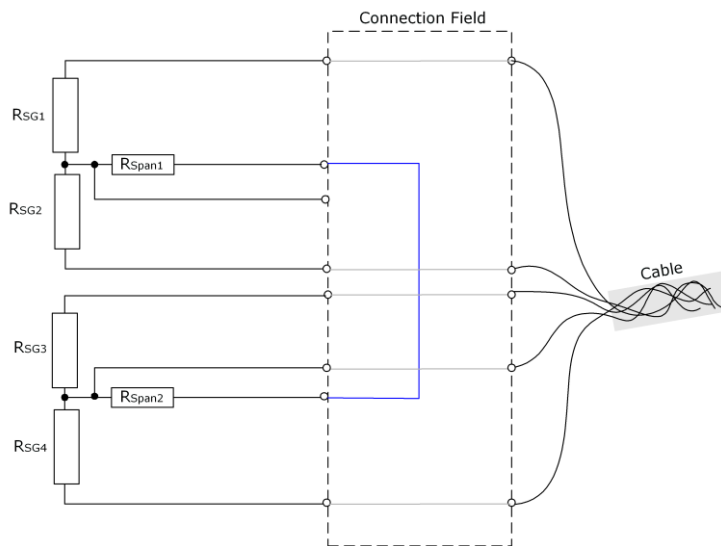 Connection Field
RSG1
RSpan1
RSG2
Cable
RSG3
RSpan2
RSG4